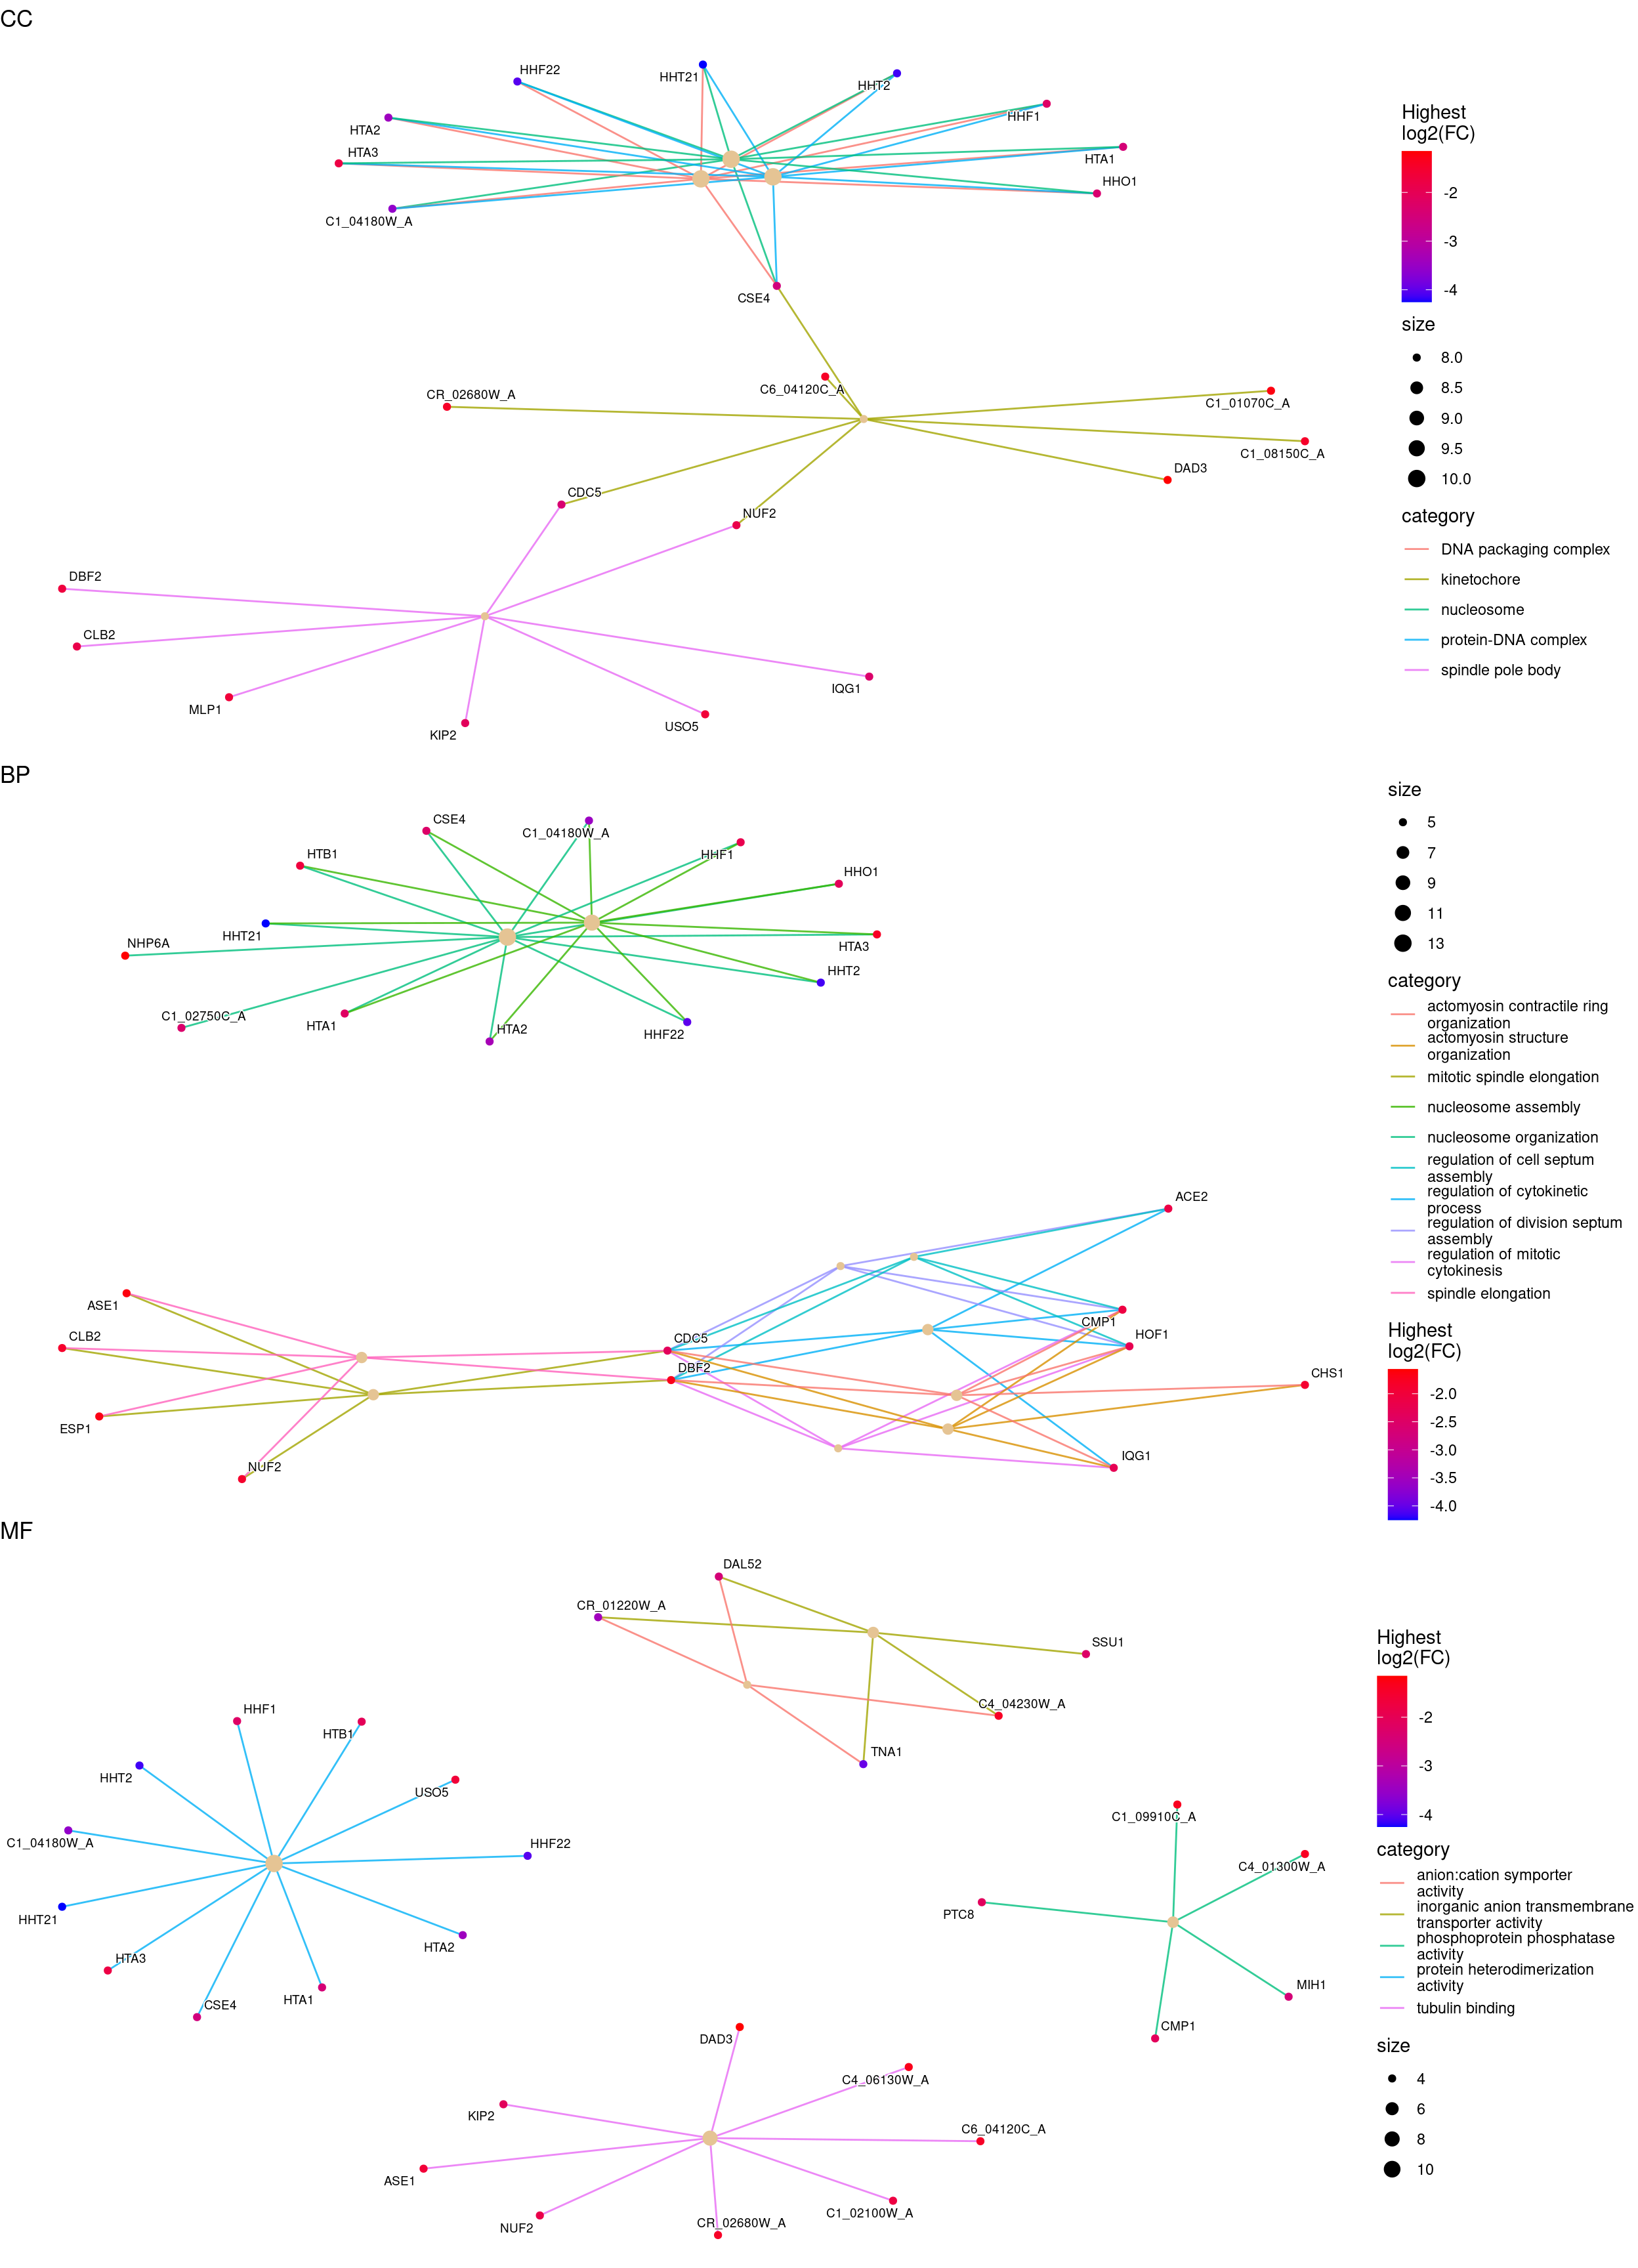 CC
HHF22
HHT21
HHT2
HTA2
HHF1
HTA3
HTA1
HHO1
C1_04180W_A
CSE4
C6_04120C_A
CR_02680W_A
C1_01070C_A
C1_08150C_A
DAD3
CDC5
NUF2
DBF2
CLB2
MLP1
IQG1
USO5
KIP2
Highest
log2(FC)
-2
-3
-4
size
8.0
8.5
9.0
9.5
10.0
category
DNA packaging complex
kinetochore
nucleosome
protein-DNA complex
spindle pole body
BP
CSE4
C1_04180W_A
HTB1
HHF1
HHO1
HHT21
NHP6A
HTA3
HHT2
C1_02750C_A
HTA1
HTA2
HHF22
ACE2
ASE1
CMP1
CLB2
CDC5
HOF1
DBF2
CHS1
ESP1
NUF2
IQG1
size
5
7
9
11
13
category
actomyosin contractile ring
organization
actomyosin structure
organization
mitotic spindle elongation
nucleosome assembly
nucleosome organization
regulation of cell septum
assembly
regulation of cytokinetic
process
regulation of division septum
assembly
regulation of mitotic
cytokinesis
spindle elongation
Highest
log2(FC)
-2.0
-2.5
-3.0
-3.5
-4.0
MF
DAL52
CR_01220W_A
SSU1
C4_04230W_A
TNA1
HHF1
HTB1
HHT2
USO5
C1_04180W_A
HHF22
HHT21
HTA2
HTA3
HTA1
CSE4
C1_09910C_A
C4_01300W_A
PTC8
MIH1
CMP1
DAD3
C4_06130W_A
KIP2
C6_04120C_A
ASE1
C1_02100W_A
NUF2
CR_02680W_A
Highest
log2(FC)
-2
-3
-4
category
anion:cation symporter
activity
inorganic anion transmembrane
transporter activity
phosphoprotein phosphatase
activity
protein heterodimerization
activity
tubulin binding
size
4
6
8
10